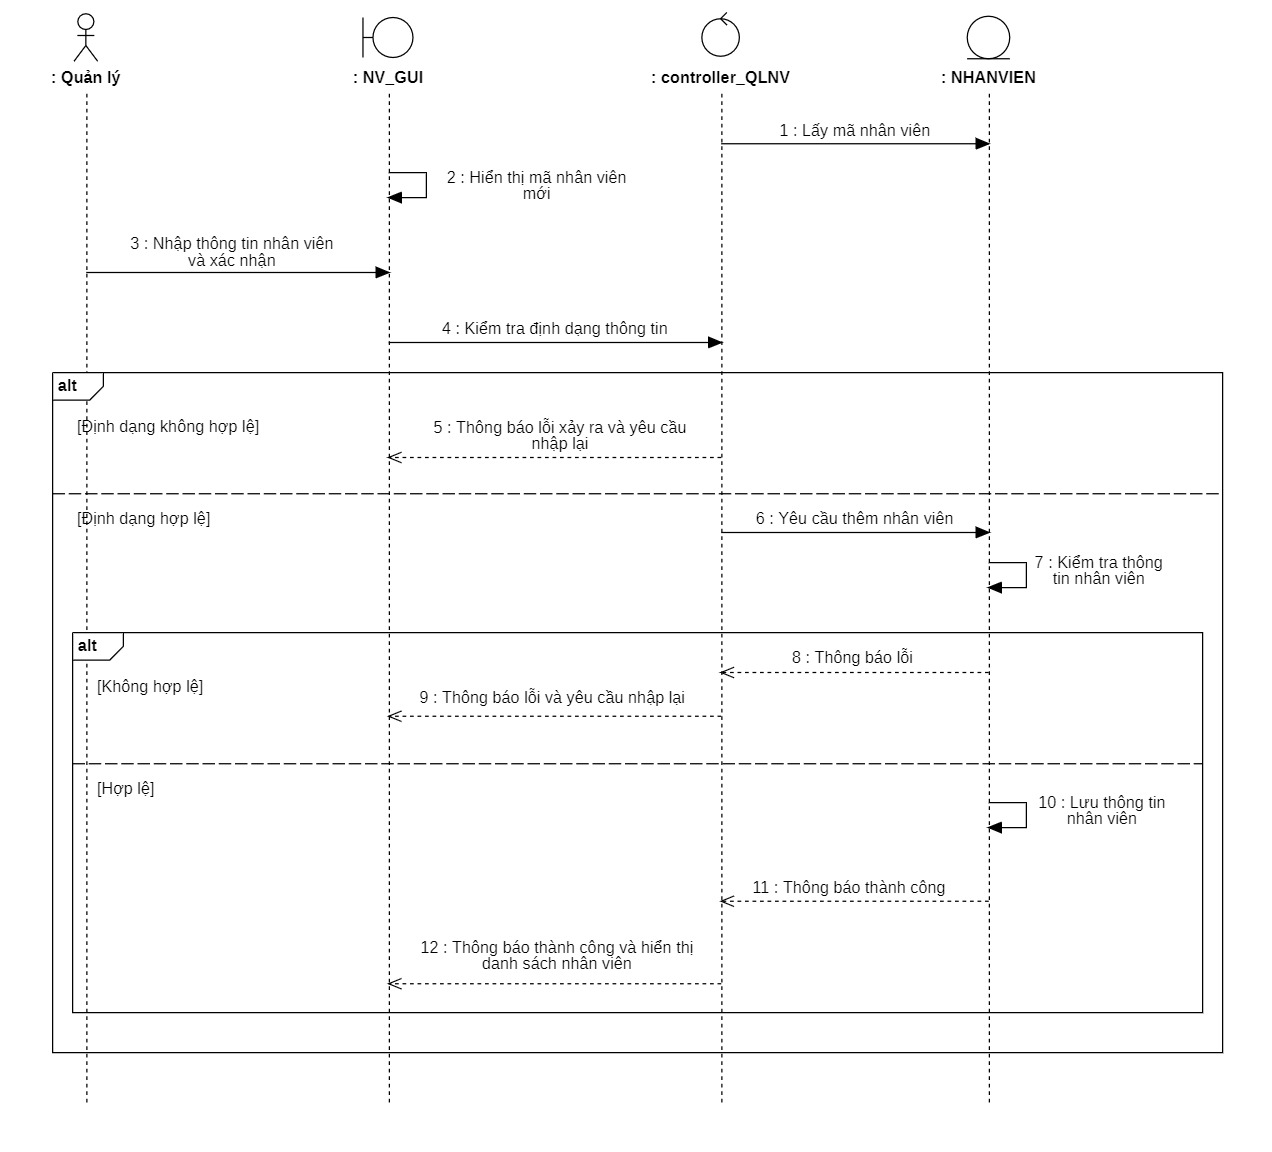 : Quản lý
: NV_GUI
: controller_QLNV
: NHANVIEN
1 : Lấy mã nhân viên
2 : Hiển thị mã nhân viên
mới
3 : Nhập thông tin nhân viên
và xác nhận
4 : Kiểm tra định dạng thông tin
alt
[Định dạng không hợp lệ]
5 : Thông báo lỗi xảy ra và yêu cầu
nhập lại
[Định dạng hợp lệ]
6 : Yêu cầu thêm nhân viên
7 : Kiểm tra thông
tin nhân viên
alt
8 : Thông báo lỗi
[Không hợp lệ]
9 : Thông báo lỗi và yêu cầu nhập lại
[Hợp lệ]
10 : Lưu thông tin
nhân viên
11 : Thông báo thành công
12 : Thông báo thành công và hiển thị
danh sách nhân viên